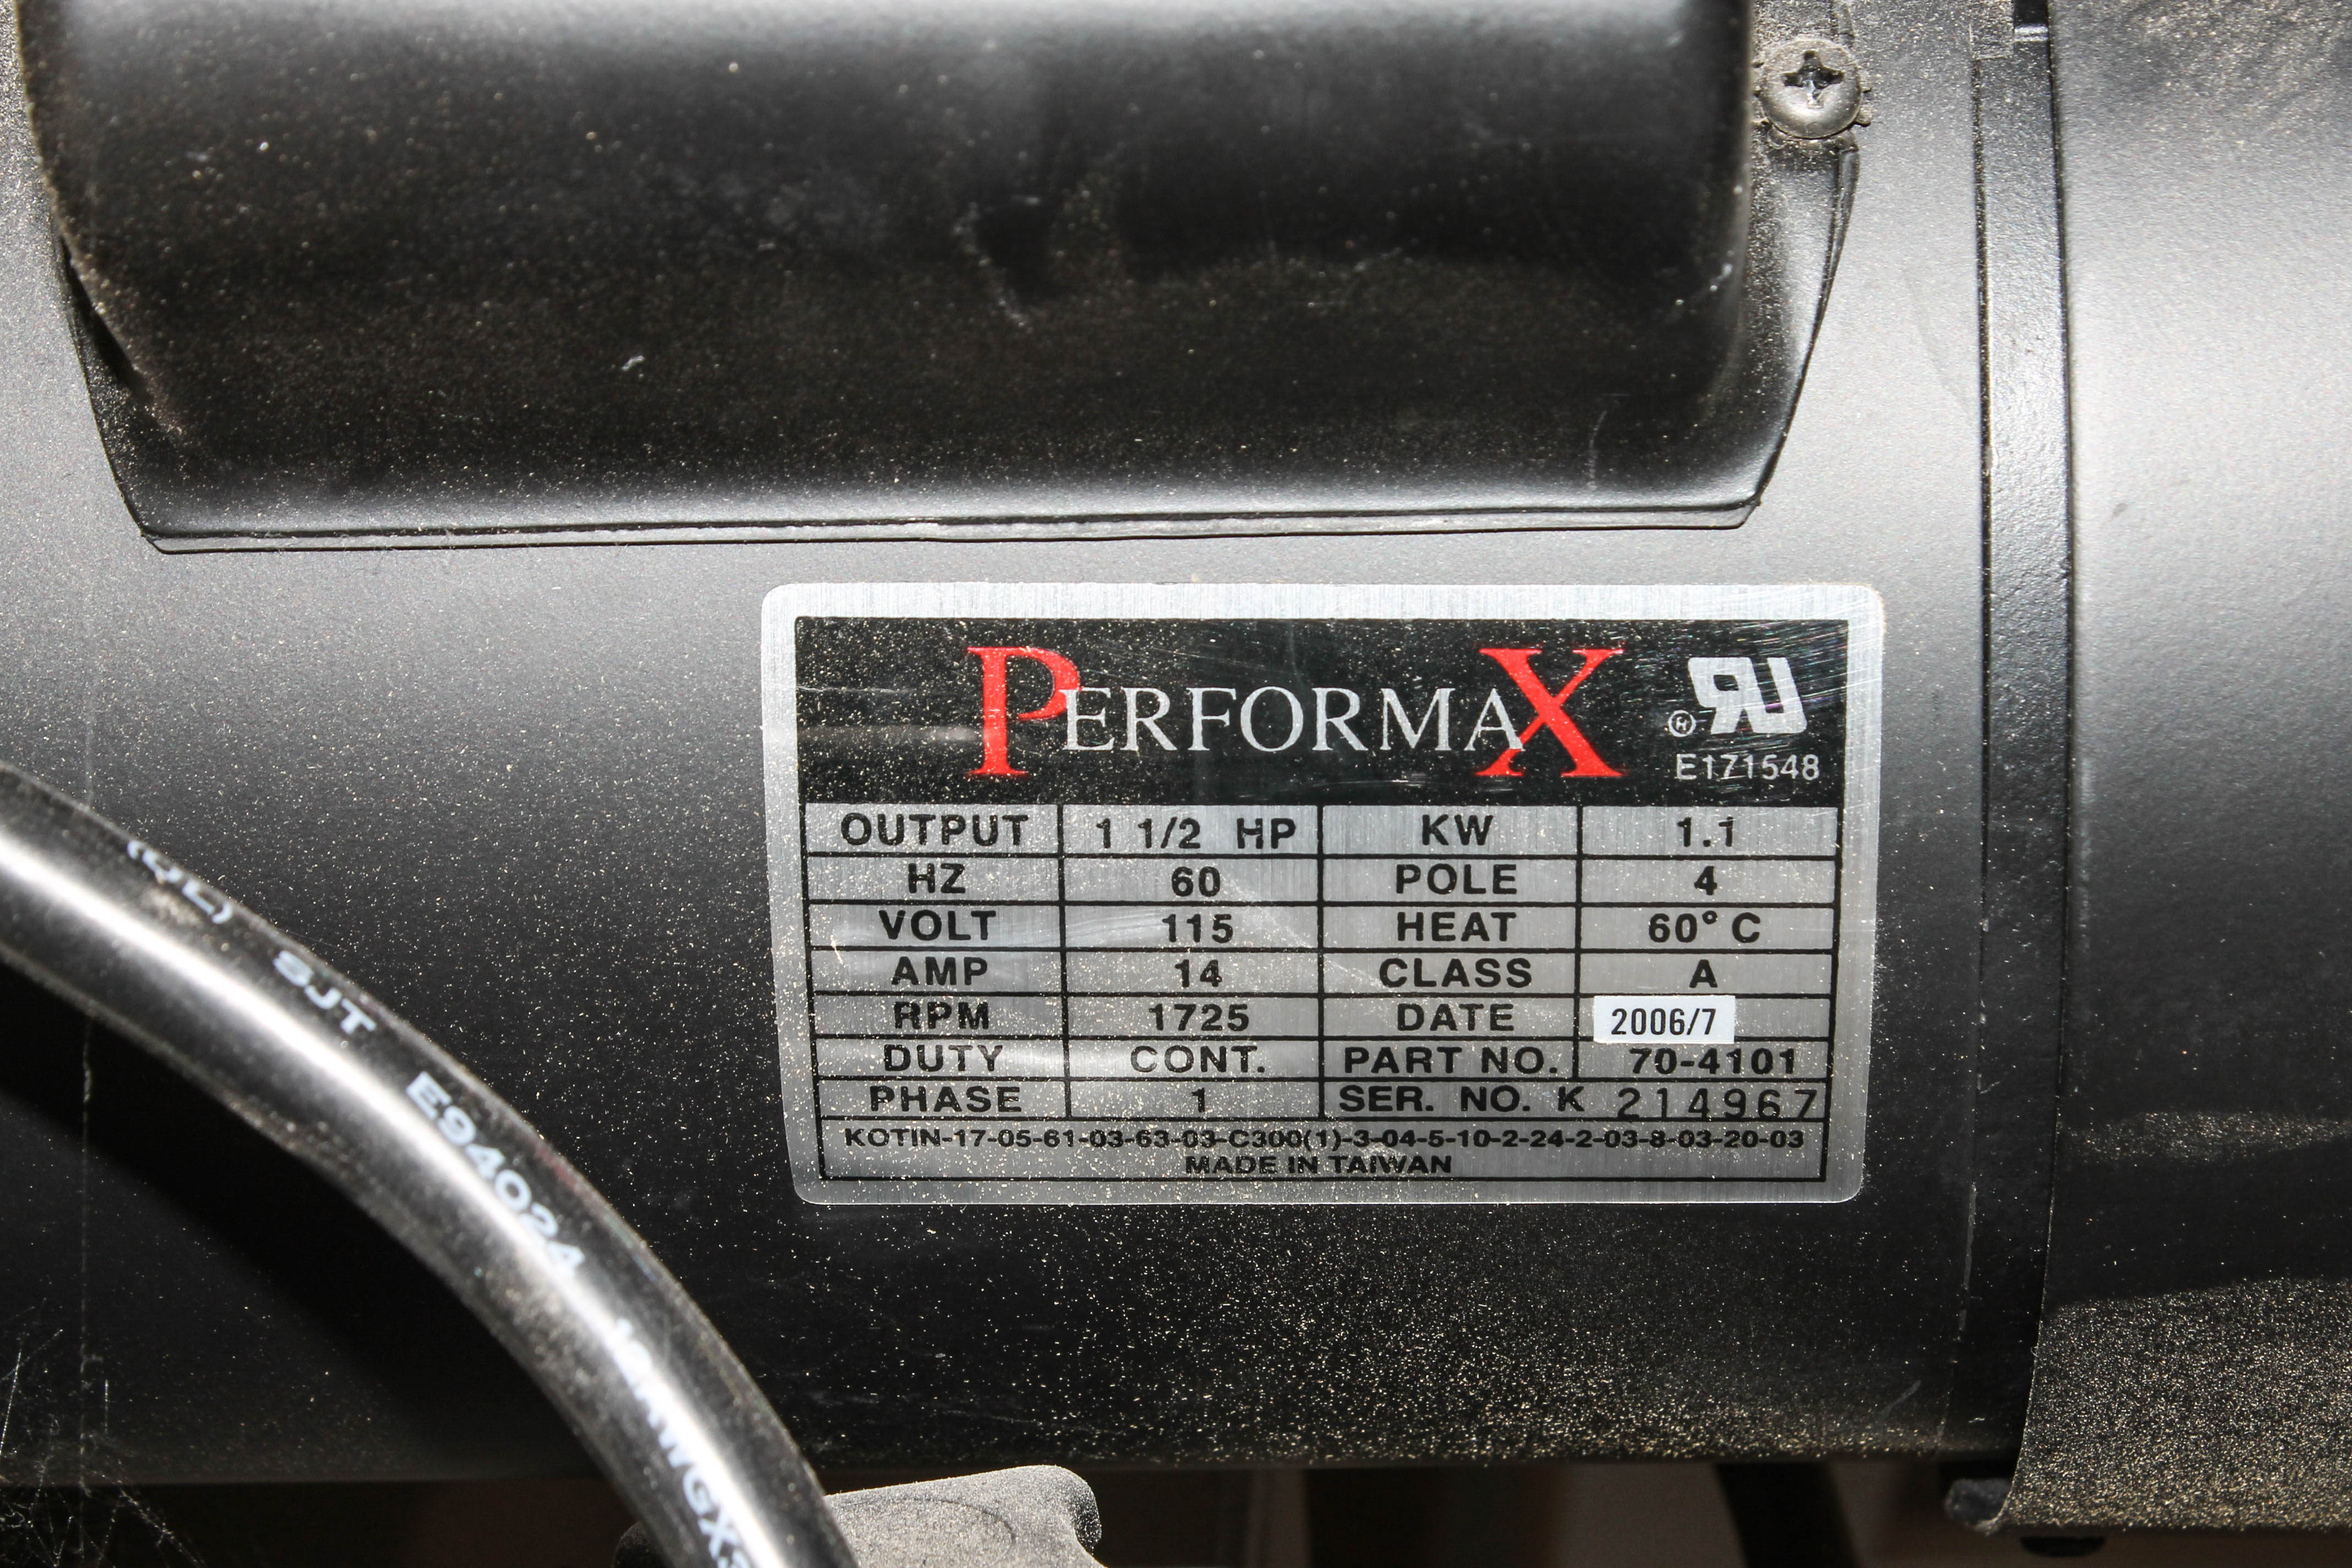 PERFORMAX
E171548
OUTPUT 1 1/2 HP KW 1.1
HZ 60 POLE 4
VOLT 115 HEAT 60° C
AMP 14 CLASS A
RPM 1725 DATE 2006/7
DUTY CONT. PART NO. 70-4101
PHASE 1 SER. NO. K 214967
KOTIN-17-05-61-03-63-03-C300(1)-3-04-5-10-2-24-2-03-8-03-20-03
MADE IN TAIWAN
(UL) SJT E94024